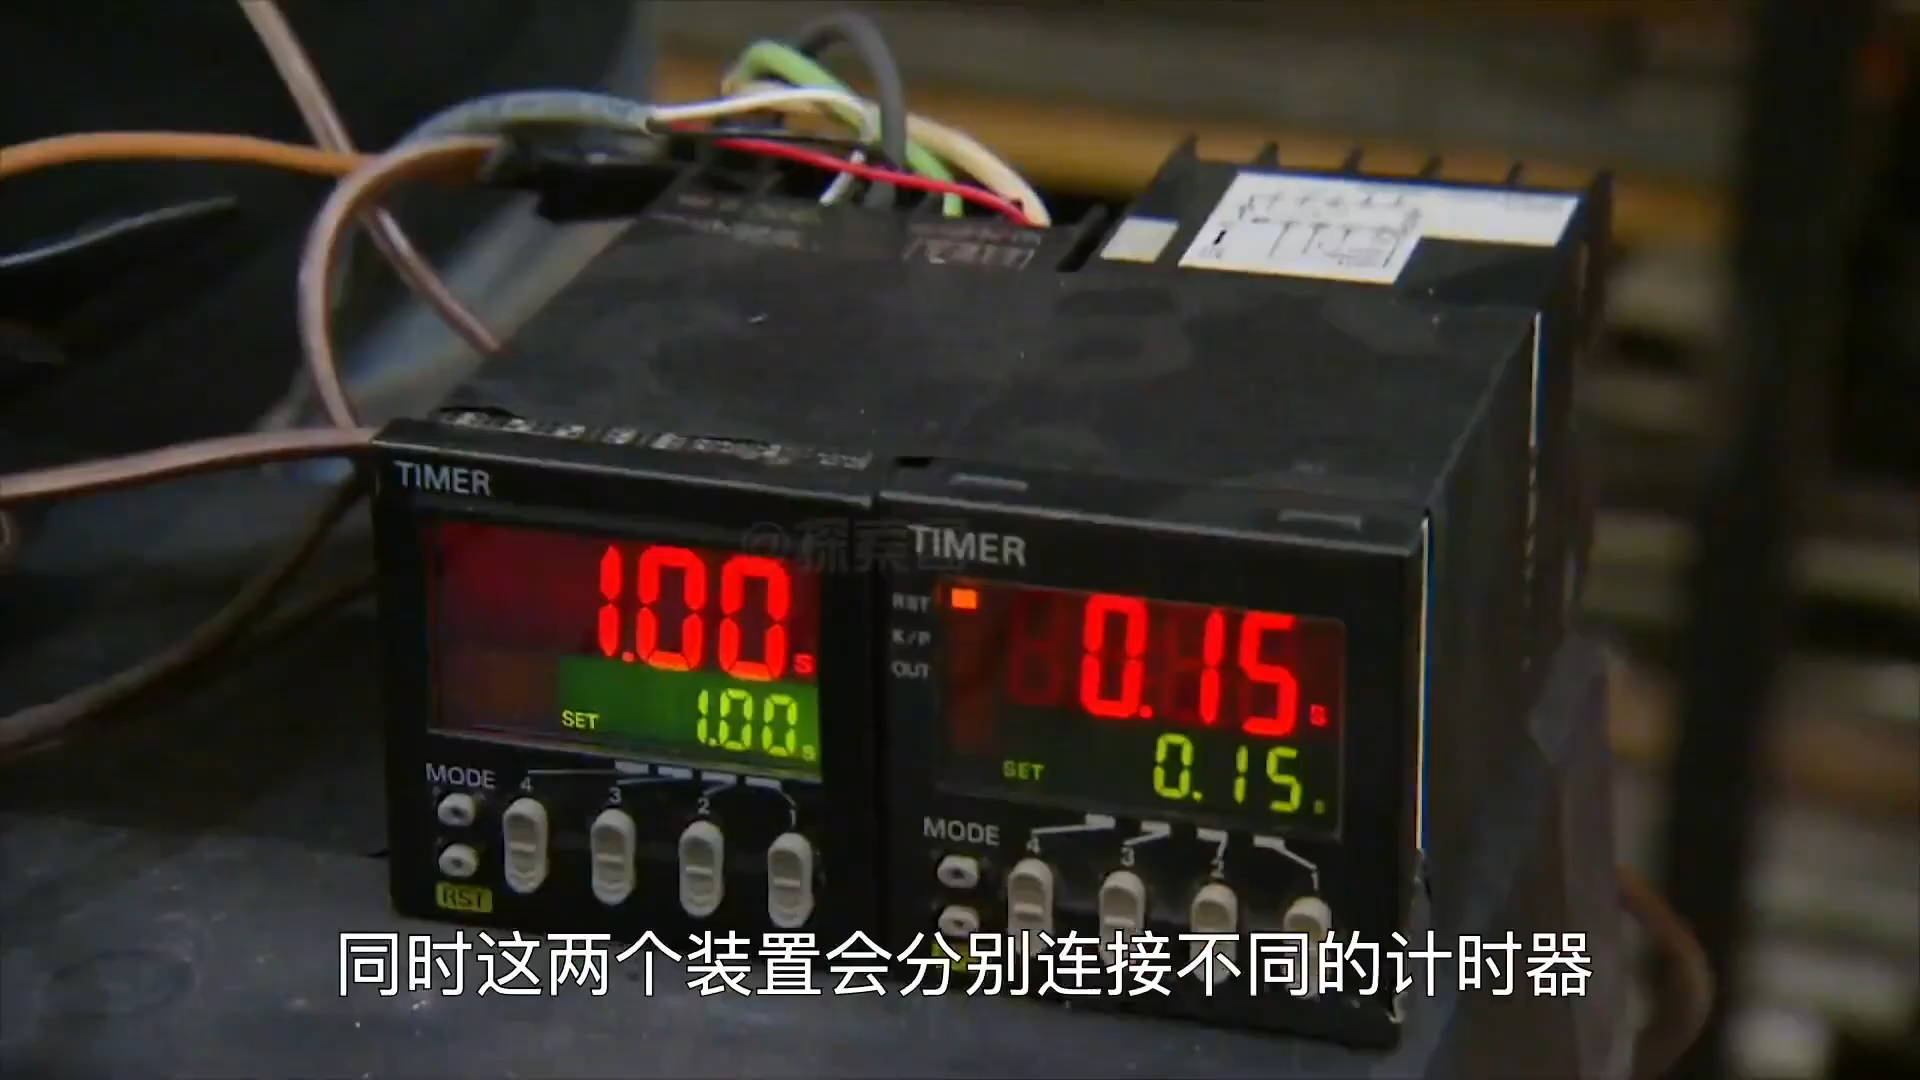 TIMER
1.00 s
SET 1.00 s
MODE
4 3 2 1
RST
@探索
TIMER
RST
K/P
OUT
0.15 s
SET 0.15 s
MODE
4 3 2 1
同时这两个装置会分别连接不同的计时器